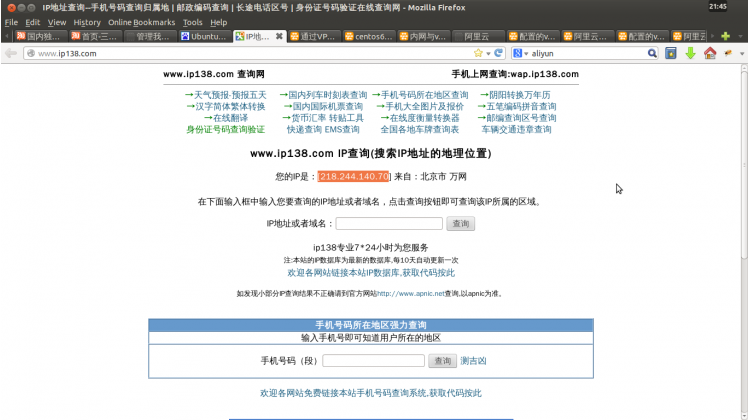 IP地址查询--手机号码查询归属地 | 邮政编码查询 | 长途电话区号 | 身份证号码验证在线查询网 - Mozilla Firefox
21:45
File Edit View History Online Bookmarks Tools Help
国内独... 首页-三... 管理我... Ubuntu... IP地... 通过VP... centos6... 内网与v... 阿里云 配置的v... 阿里云... 配置的v... 阿里云...
www.ip138.com
aliyun
www.ip138.com 查询网 手机上网查询:wap.ip138.com
→天气预报·预报五天 →国内列车时刻表查询 →手机号码所在地区查询 →阴阳转换万年历
→汉字简体繁体转换 →国内国际机票查询 →手机大全图片及报价 →五笔编码拼音查询
→在线翻译 →货币汇率 转贴工具 →在线度衡量转换器 →邮编查询区号查询
身份证号码查询验证 快递查询 EMS查询 全国各地车牌查询表 车辆交通违章查询
www.ip138.com IP查询(搜索IP地址的地理位置)
您的IP是：[218.244.140.70] 来自：北京市 万网
在下面输入框中输入您要查询的IP地址或者域名，点击查询按钮即可查询该IP所属的区域。
IP地址或者域名： 查询
ip138专业7*24小时为您服务
注:本站的IP数据库为最新的数据库,每10天自动更新一次
欢迎各网站链接本站IP数据库,获取代码按此
如发现小部分IP查询结果不正确请到官方网站http://www.apnic.net查询,以apnic为准。
手机号码所在地区强力查询
输入手机号即可知道用户所在的地区
手机号码（段） 查询 测吉凶
欢迎各网站免费链接本站手机号码查询系统,获取代码按此